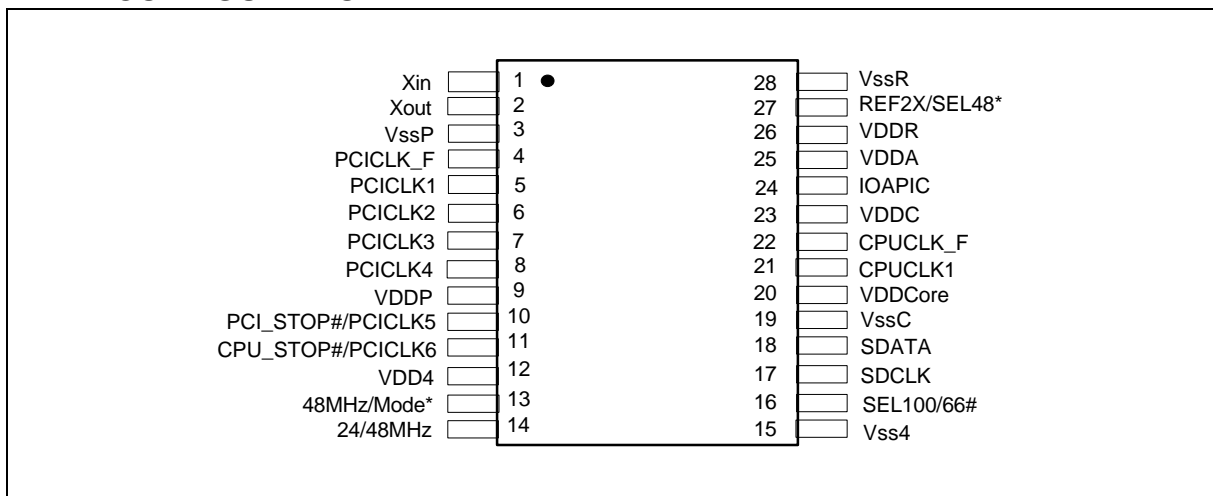 Xin 1 28 VssR
Xout 2 27 REF2X/SEL48*
VssP 3 26 VDDR
PCICLK_F 4 25 VDDA
PCICLK1 5 24 IOAPIC
PCICLK2 6 23 VDDC
PCICLK3 7 22 CPUCLK_F
PCICLK4 8 21 CPUCLK1
VDDP 9 20 VDDCore
PCI_STOP#/PCICLK5 10 19 VssC
CPU_STOP#/PCICLK6 11 18 SDATA
VDD4 12 17 SDCLK
48MHz/Mode* 13 16 SEL100/66#
24/48MHz 14 15 Vss4